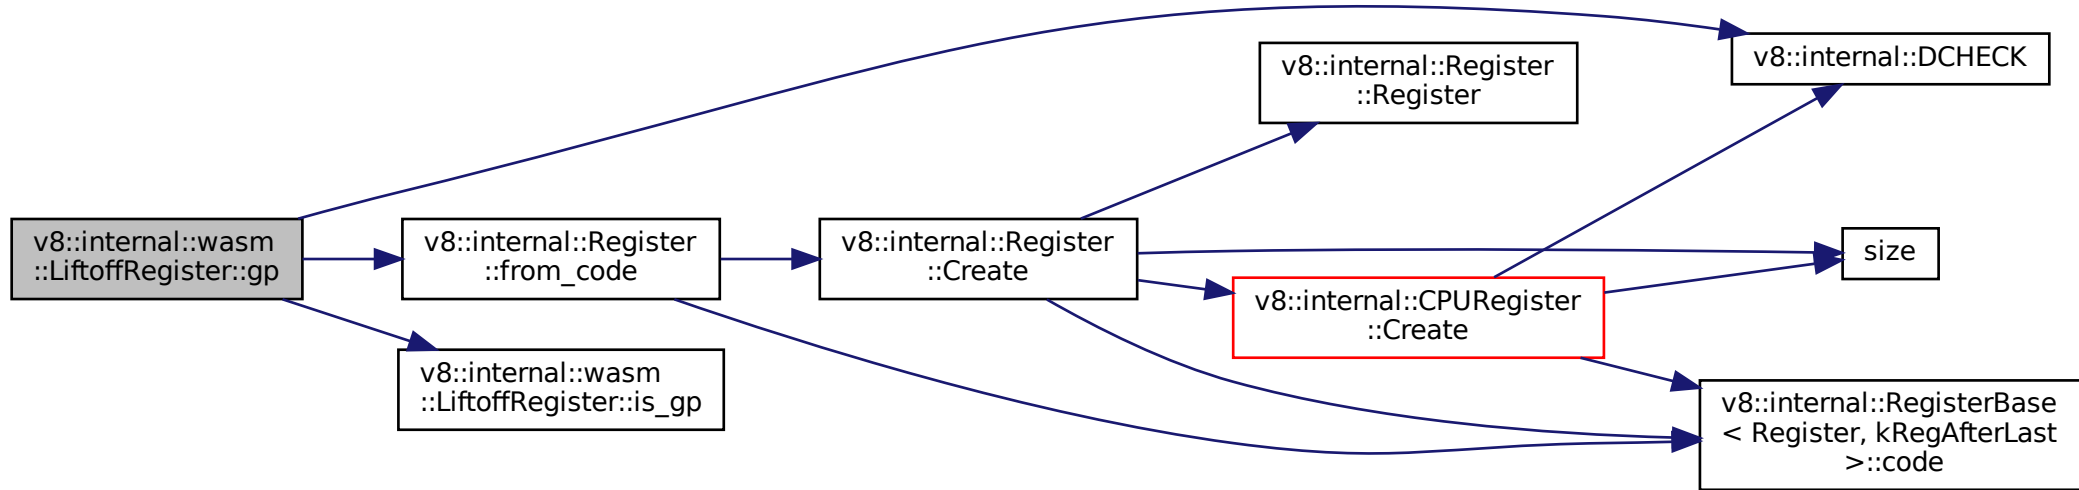 v8::internal::wasm
::LiftoffRegister::gp
v8::internal::Register
::from_code
v8::internal::wasm
::LiftoffRegister::is_gp
v8::internal::Register
::Create
v8::internal::Register
::Register
v8::internal::CPURegister
::Create
v8::internal::DCHECK
size
v8::internal::RegisterBase
< Register, kRegAfterLast
>::code